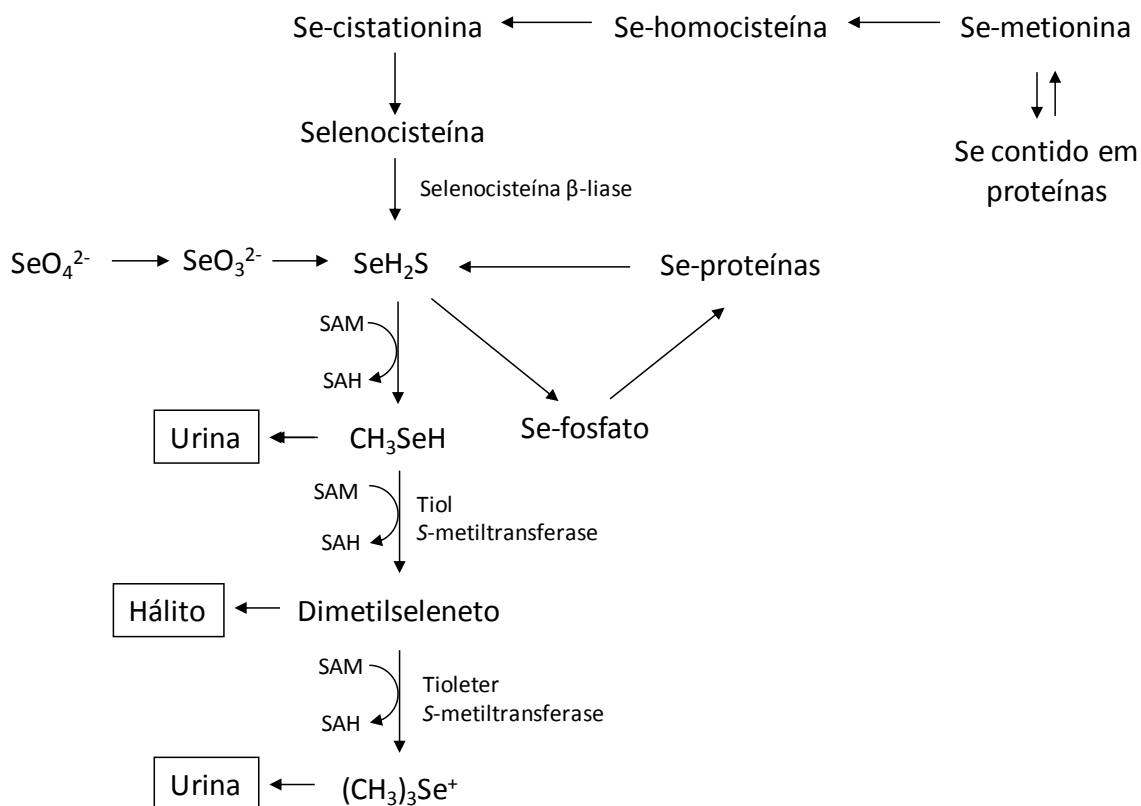 Se-cistationina
Se-homocisteína
Se-metionina
Selenocisteína
Se contido em
proteínas
Selenocisteína β-liase
SeO₄²⁻
SeO₃²⁻
SeH₂S
Se-proteínas
SAM
SAH
Urina
CH₃SeH
Se-fosfato
SAM
SAH
Tiol
S-metiltransferase
Hálito
Dimetilseleneto
SAM
SAH
Tioleter
S-metiltransferase
Urina
(CH₃)₃Se⁺